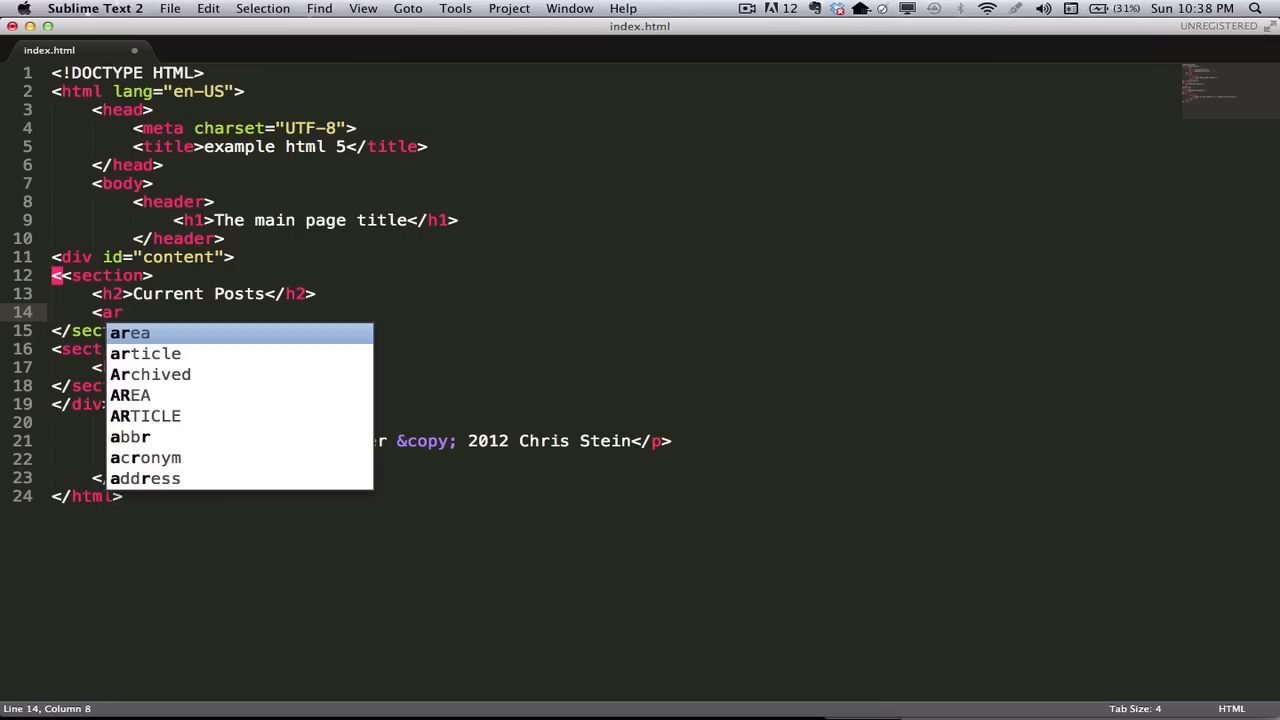 Sublime Text 2 File Edit Selection Find View Goto Tools Project Window Help 12 (31%) Sun 10:38 PM
index.html UNREGISTERED
index.html
1 <!DOCTYPE HTML>
2 <html lang="en-US">
3 <head>
4 <meta charset="UTF-8">
5 <title>example html 5</title>
6 </head>
7 <body>
8 <header>
9 <h1>The main page title</h1>
10 </header>
11 <div id="content">
12 <<section>
13 <h2>Current Posts</h2>
14 <ar
15 </sec
area
16 <sect
article
17 <
Archived
18 </sec
AREA
19 </div
ARTICLE
20
21 er &copy; 2012 Chris Stein</p>
abbr
22
acronym
23 </
address
24 </html>
Line 14, Column 8 Tab Size: 4 HTML